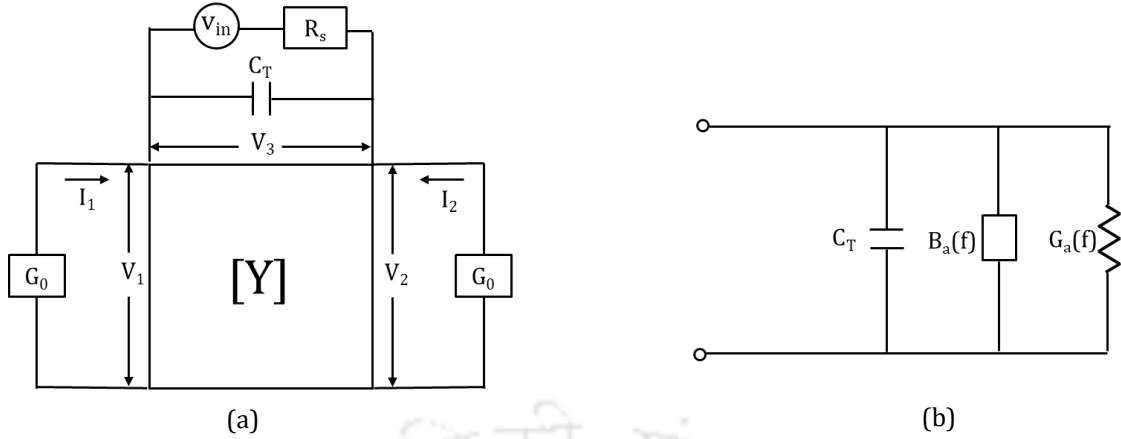 v_in
R_s
C_T
V_3
I_1
I_2
G_0
V_1
[Y]
V_2
G_0
(a)
C_T
B_a(f)
G_a(f)
(b)